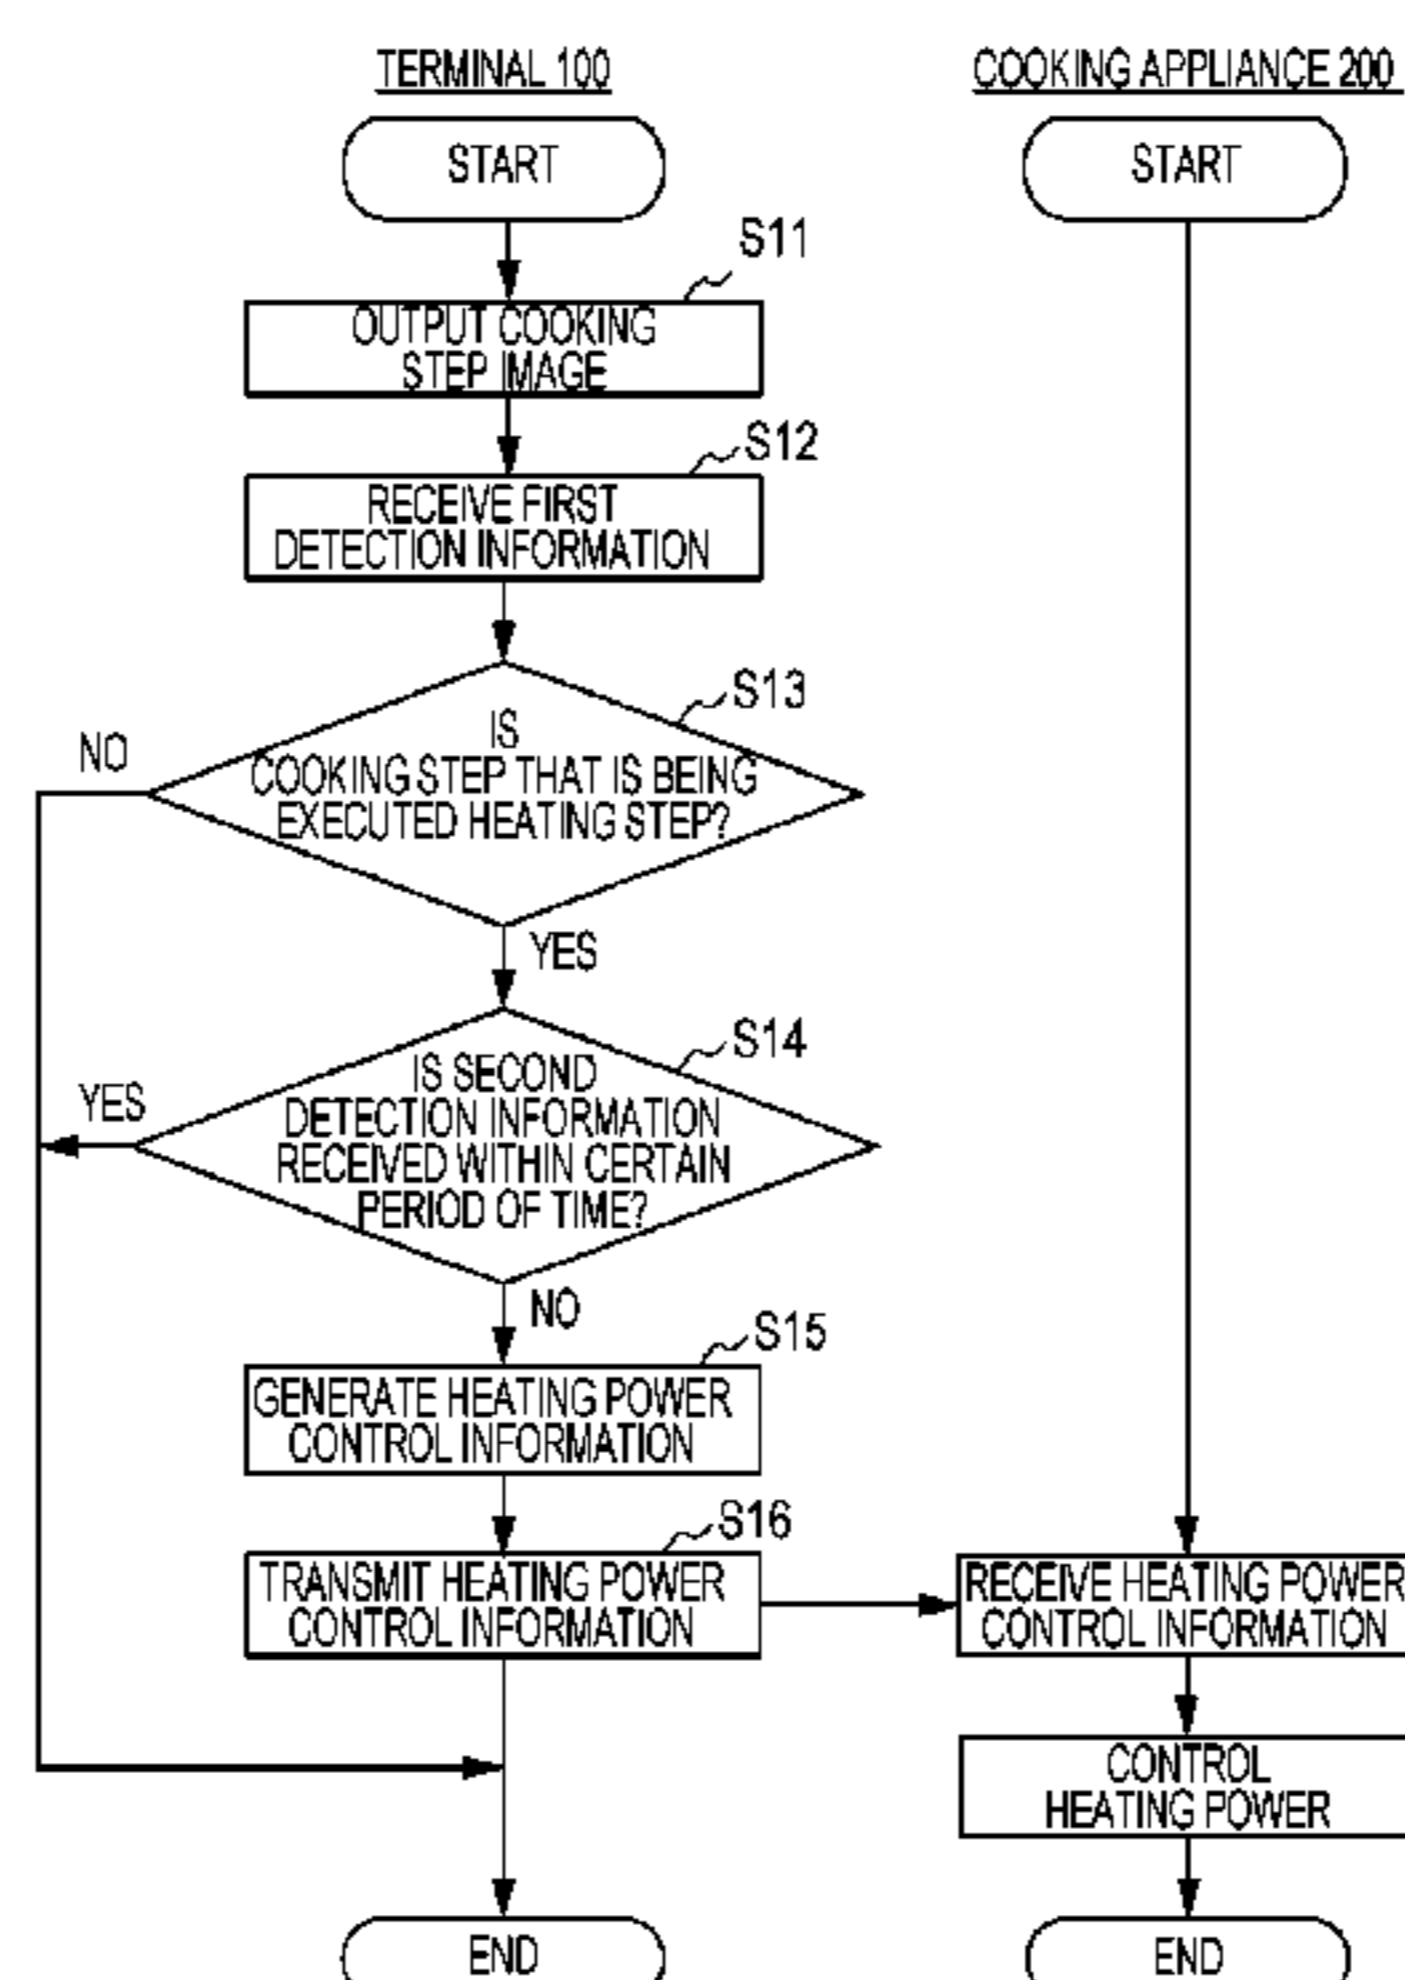 TERMINAL 100
START
S11
OUTPUT COOKING
STEP IMAGE
S12
RECEIVE FIRST
DETECTION INFORMATION
S13
IS
COOKING STEP THAT IS BEING
EXECUTED HEATING STEP?
NO
YES
S14
IS SECOND
DETECTION INFORMATION
RECEIVED WITHIN CERTAIN
PERIOD OF TIME?
YES
NO
S15
GENERATE HEATING POWER
CONTROL INFORMATION
S16
TRANSMIT HEATING POWER
CONTROL INFORMATION
END
COOKING APPLIANCE 200
START
RECEIVE HEATING POWER
CONTROL INFORMATION
CONTROL
HEATING POWER
END